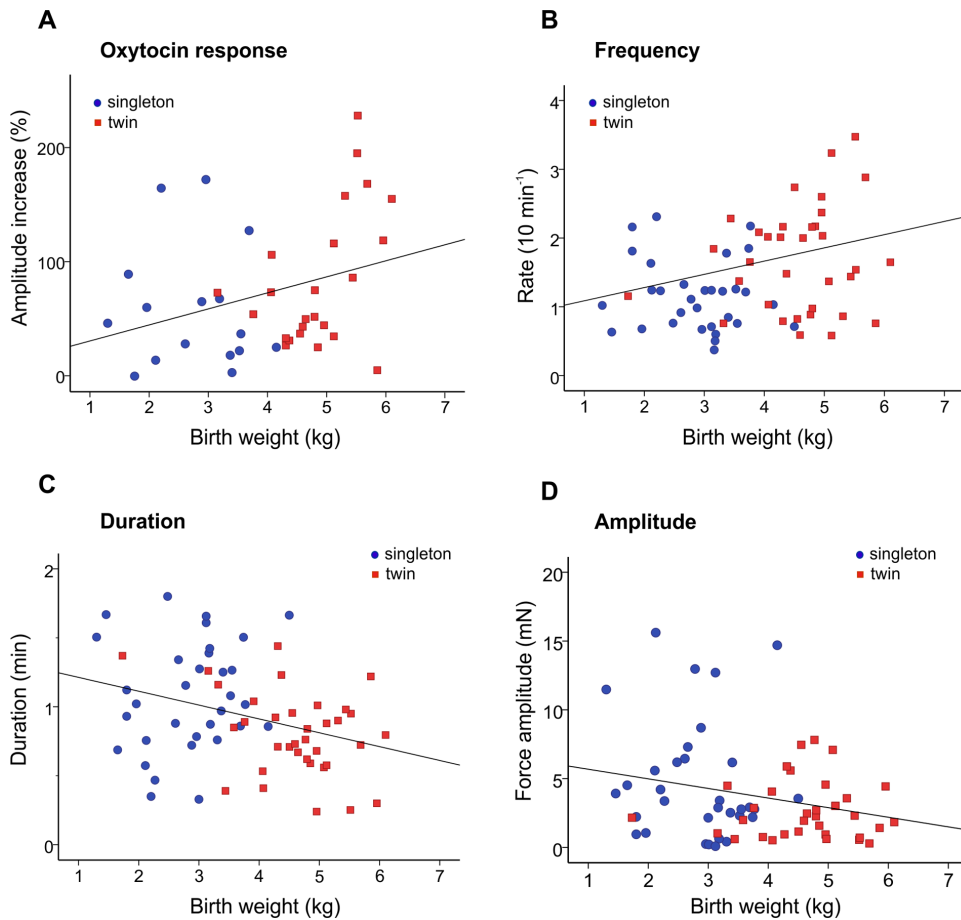 A
Oxytocin response
singleton
twin
Amplitude increase (%)
200
100
0
1 2 3 4 5 6 7
Birth weight (kg)
B
Frequency
singleton
twin
Rate (10 min⁻¹)
4
3
2
1
0
1 2 3 4 5 6 7
Birth weight (kg)
C
Duration
singleton
twin
Duration (min)
2
1
0
1 2 3 4 5 6 7
Birth weight (kg)
D
Amplitude
singleton
twin
Force amplitude (mN)
20
15
10
5
0
1 2 3 4 5 6 7
Birth weight (kg)